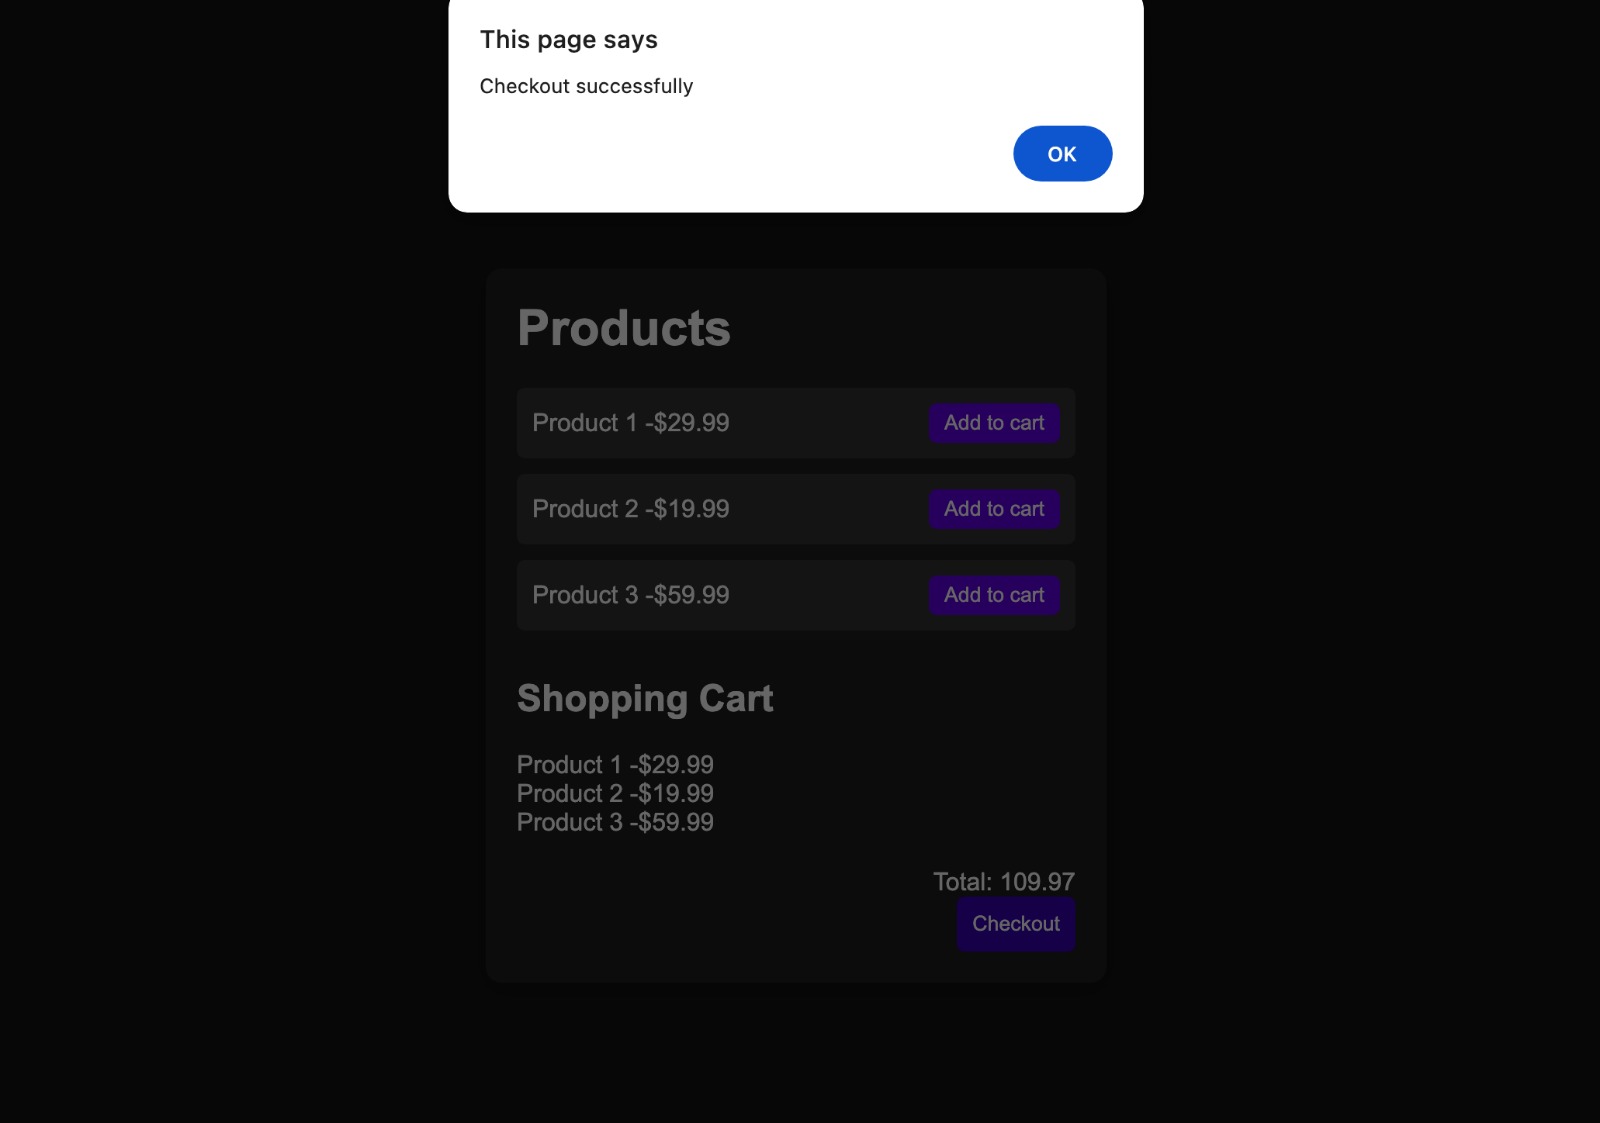 This page says
Checkout successfully
OK
Products
Product 1 -$29.99 Add to cart
Product 2 -$19.99 Add to cart
Product 3 -$59.99 Add to cart
Shopping Cart
Product 1 -$29.99
Product 2 -$19.99
Product 3 -$59.99
Total: 109.97
Checkout